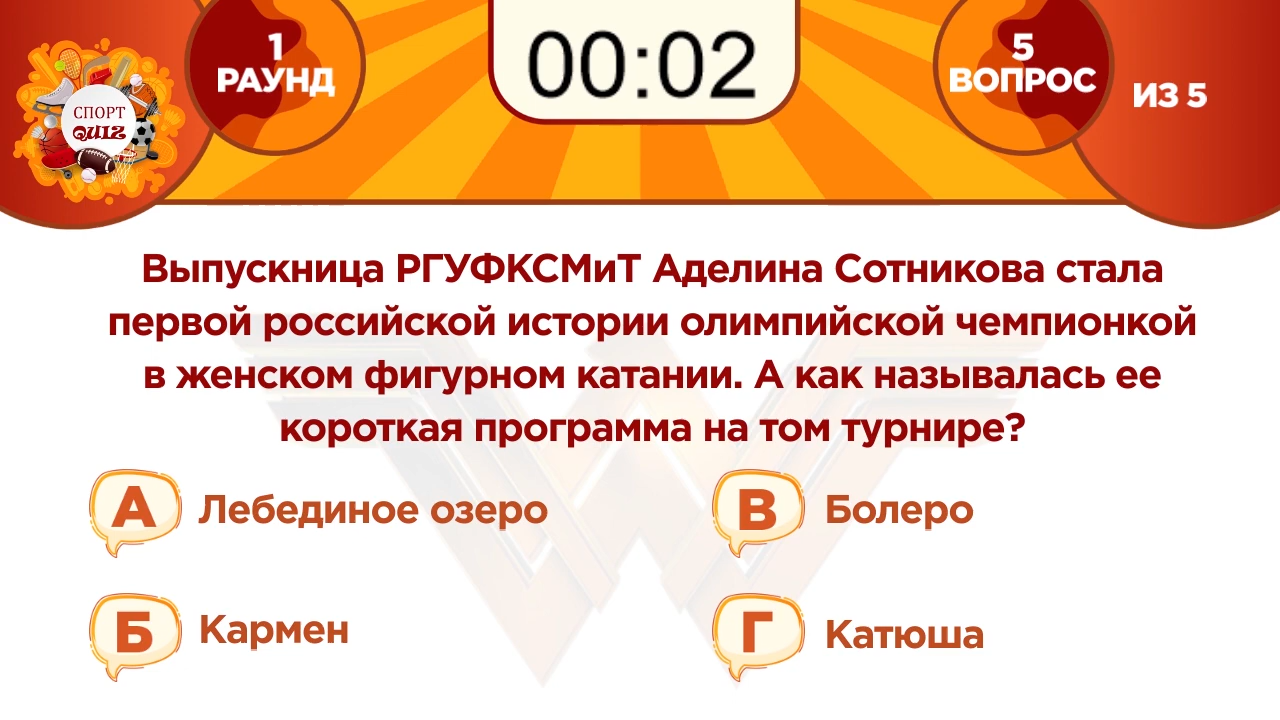 СПОРТ
QUIZ
1
РАУНД
00:02
5
ВОПРОС
ИЗ 5
Выпускница РГУФКСМиТ Аделина Сотникова стала
первой российской истории олимпийской чемпионкой
в женском фигурном катании. А как называлась ее
короткая программа на том турнире?
А Лебединое озеро
В Болеро
Б Кармен
Г Катюша